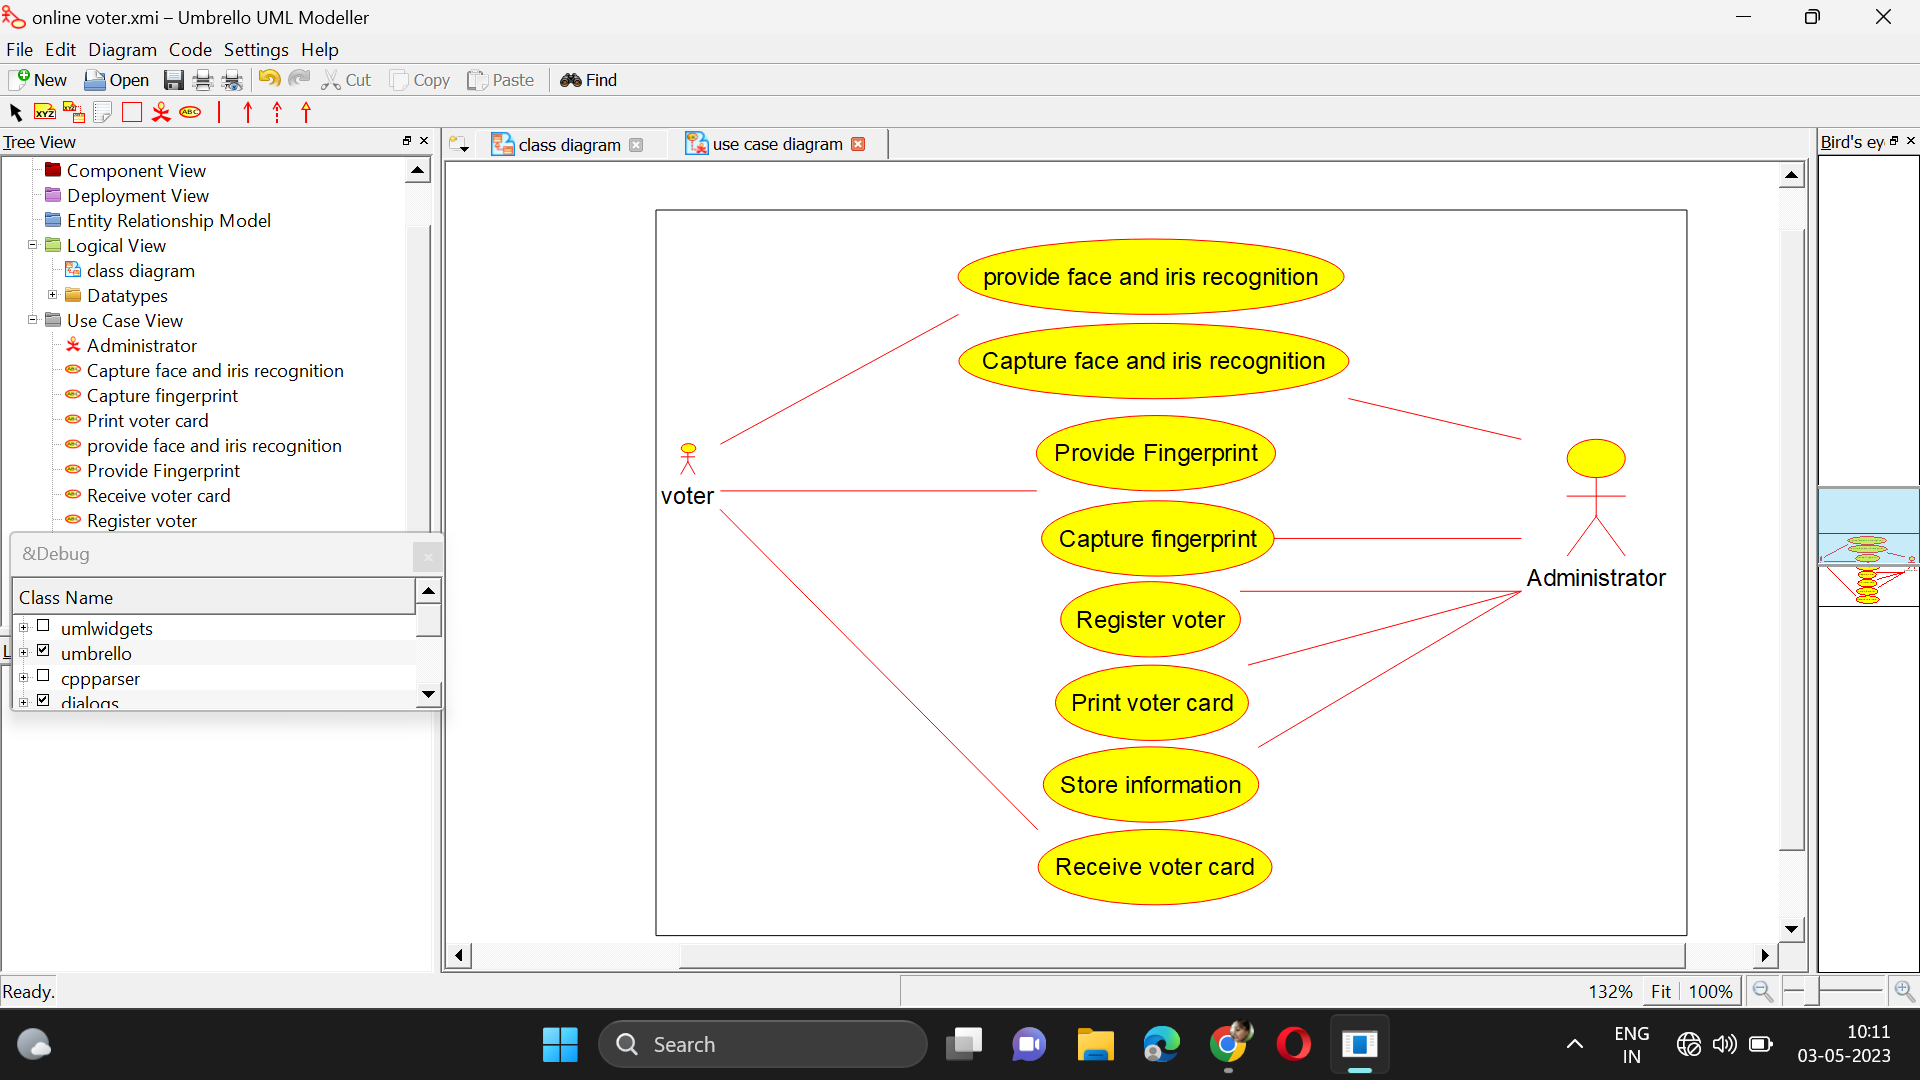 online voter.xmi – Umbrello UML Modeller
File Edit Diagram Code Settings Help
New Open Cut Copy Paste Find
XYZ XYZ ABC
Tree View
class diagram use case diagram
Bird's ey
Component View
Deployment View
Entity Relationship Model
Logical View
class diagram
Datatypes
Use Case View
Administrator
Capture face and iris recognition
Capture fingerprint
Print voter card
provide face and iris recognition
Provide Fingerprint
Receive voter card
Register voter
&Debug
Class Name
umlwidgets
umbrello
cppparser
dialogs
provide face and iris recognition
Capture face and iris recognition
Provide Fingerprint
voter
Capture fingerprint
Administrator
Register voter
Print voter card
Store information
Receive voter card
Ready.
132% Fit 100%
Search
ENG
IN
10:11
03-05-2023